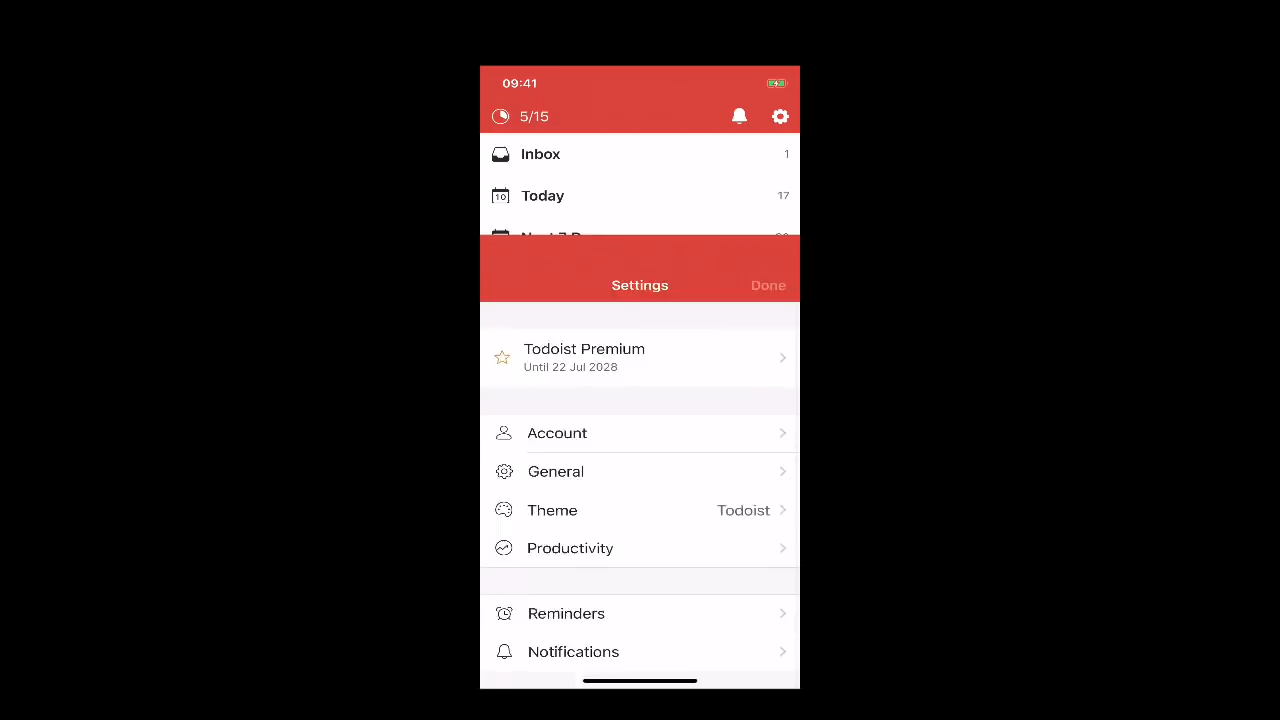 09:41
5/15
Inbox 1
Today 17
Settings Done
Todoist Premium
Until 22 Jul 2028
Account
General
Theme Todoist
Productivity
Reminders
Notifications